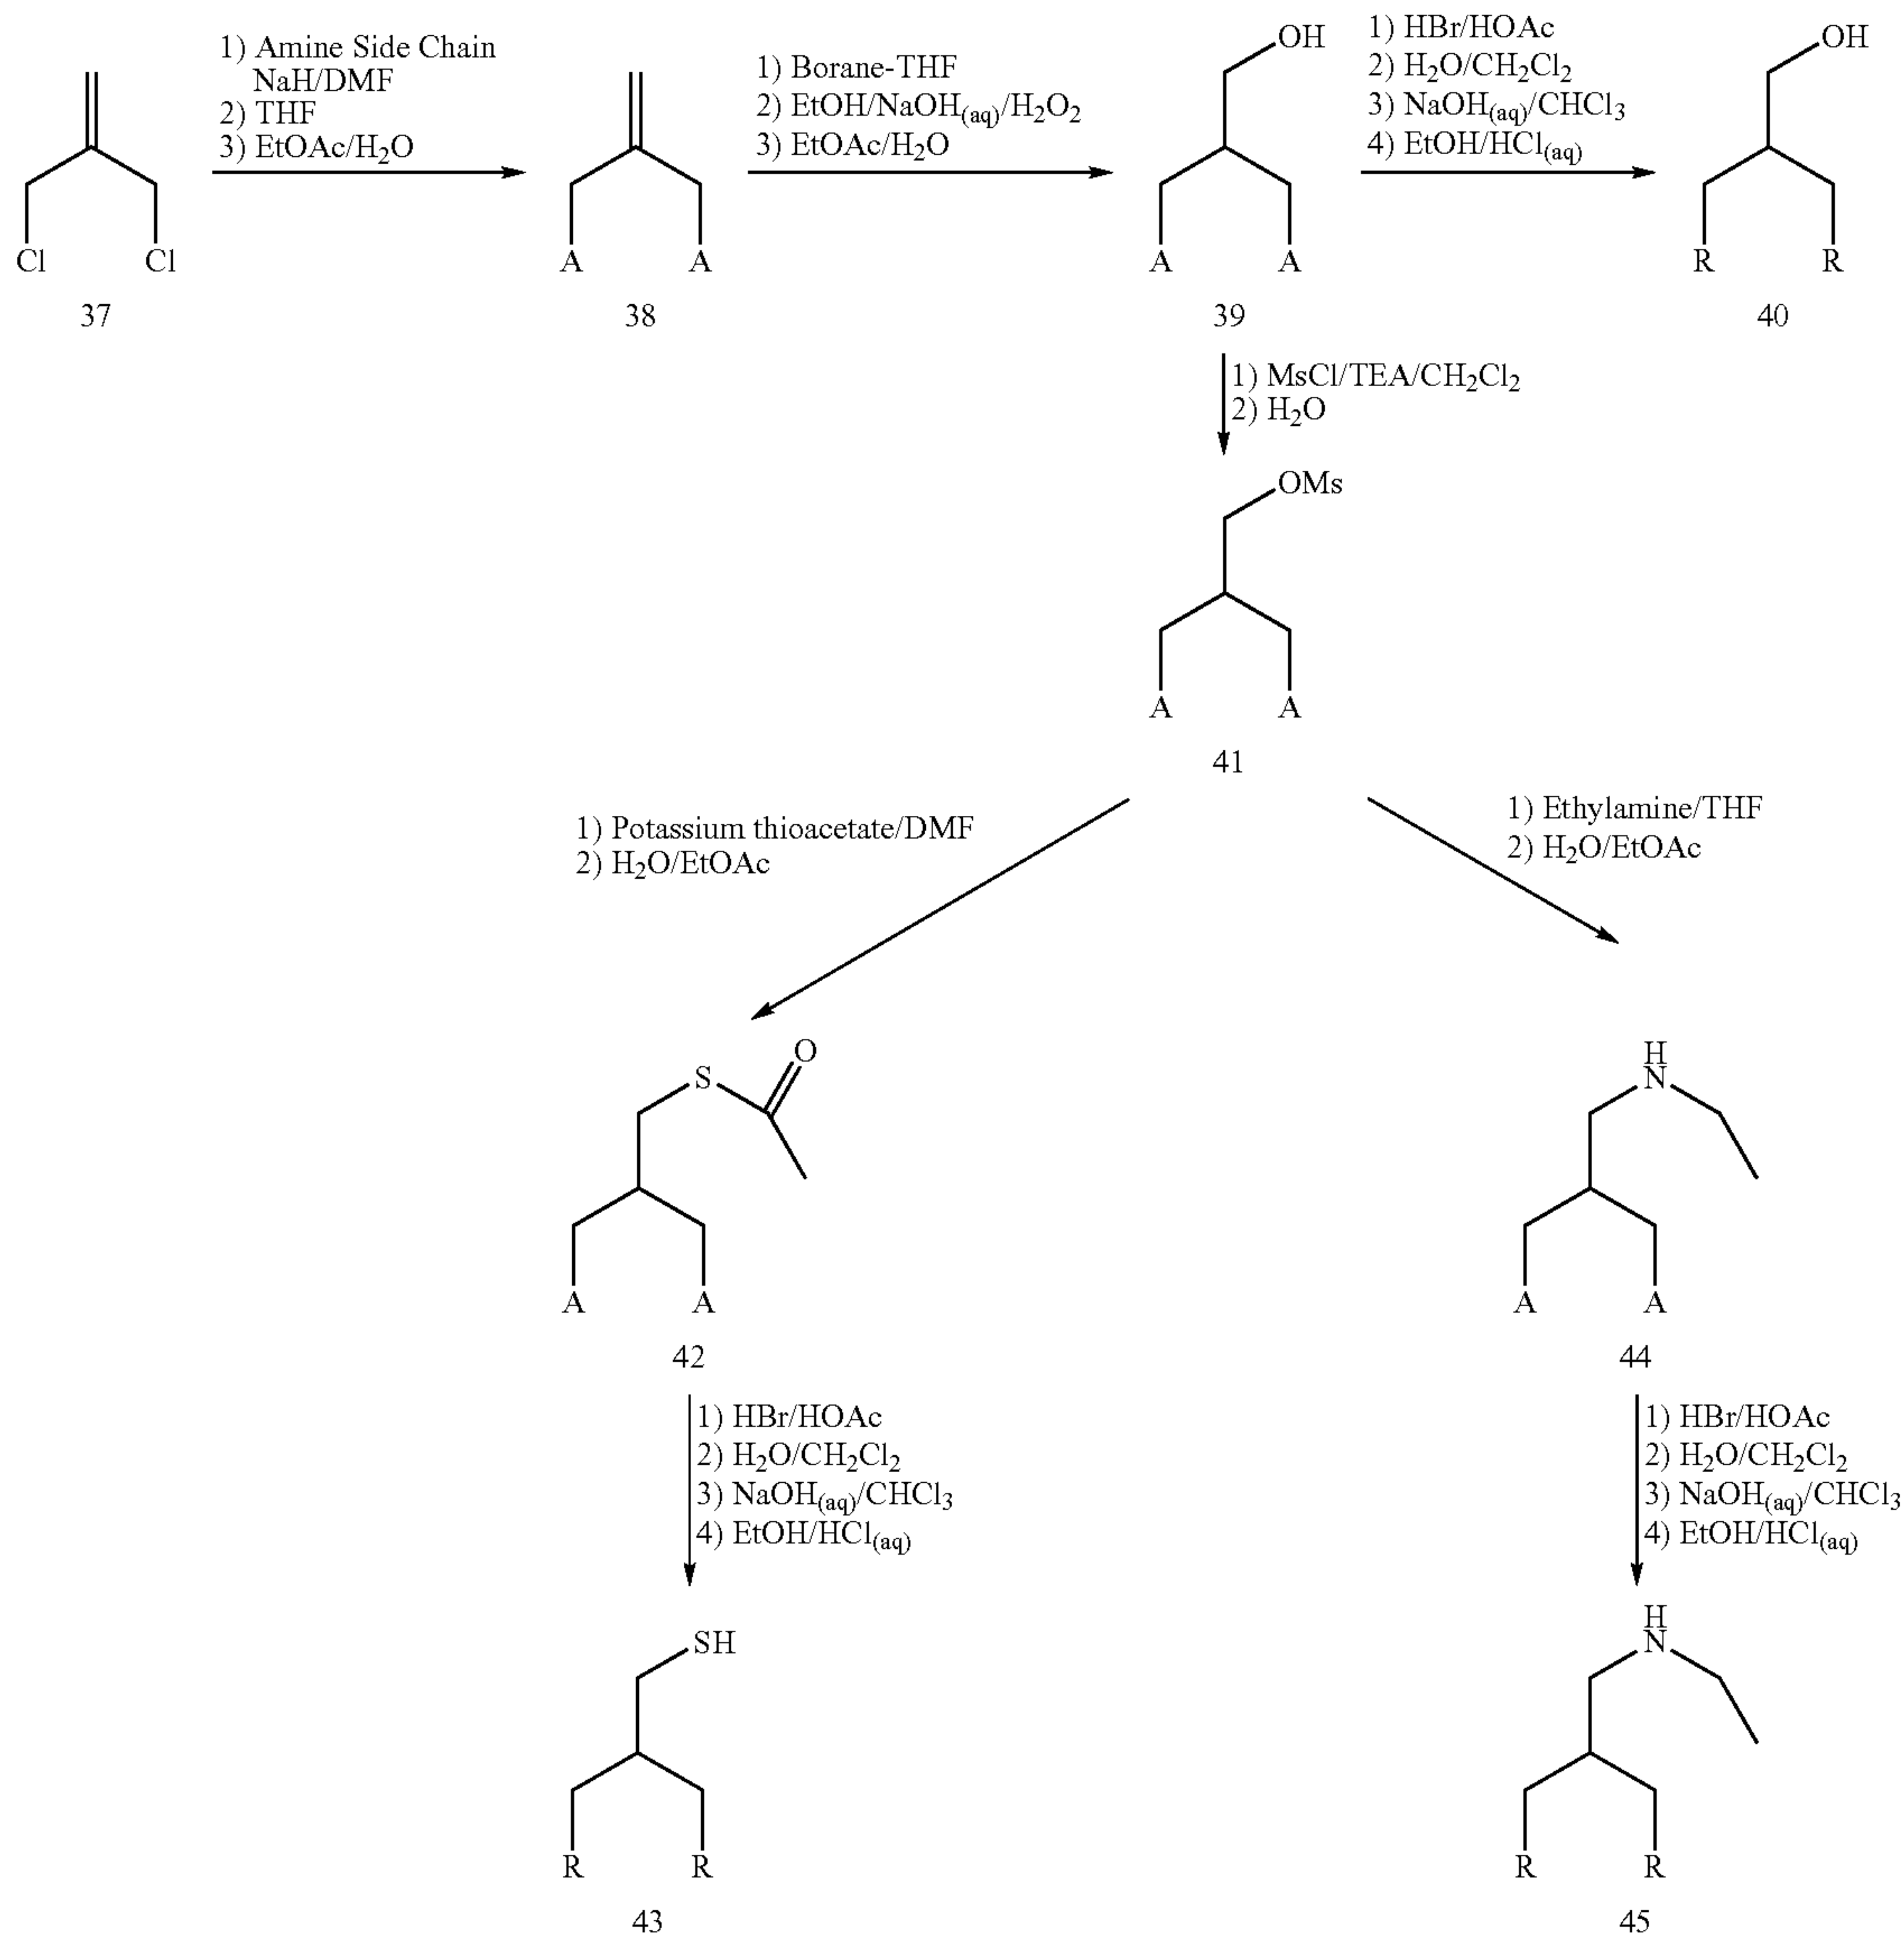 1) Amine Side Chain
NaH/DMF
2) THF
3) EtOAc/H₂O
1) Borane-THF
2) EtOH/NaOH₍aq₎/H₂O₂
3) EtOAc/H₂O
1) HBr/HOAc
2) H₂O/CH₂Cl₂
3) NaOH₍aq₎/CHCl₃
4) EtOH/HCl₍aq₎
OH
OH
Cl
Cl
A
A
A
A
R
R
37
38
39
40
1) MsCl/TEA/CH₂Cl₂
2) H₂O
OMs
A
A
41
1) Potassium thioacetate/DMF
2) H₂O/EtOAc
1) Ethylamine/THF
2) H₂O/EtOAc
S
O
H
N
A
A
A
A
42
44
1) HBr/HOAc
2) H₂O/CH₂Cl₂
3) NaOH₍aq₎/CHCl₃
4) EtOH/HCl₍aq₎
1) HBr/HOAc
2) H₂O/CH₂Cl₂
3) NaOH₍aq₎/CHCl₃
4) EtOH/HCl₍aq₎
SH
H
N
R
R
R
R
43
45